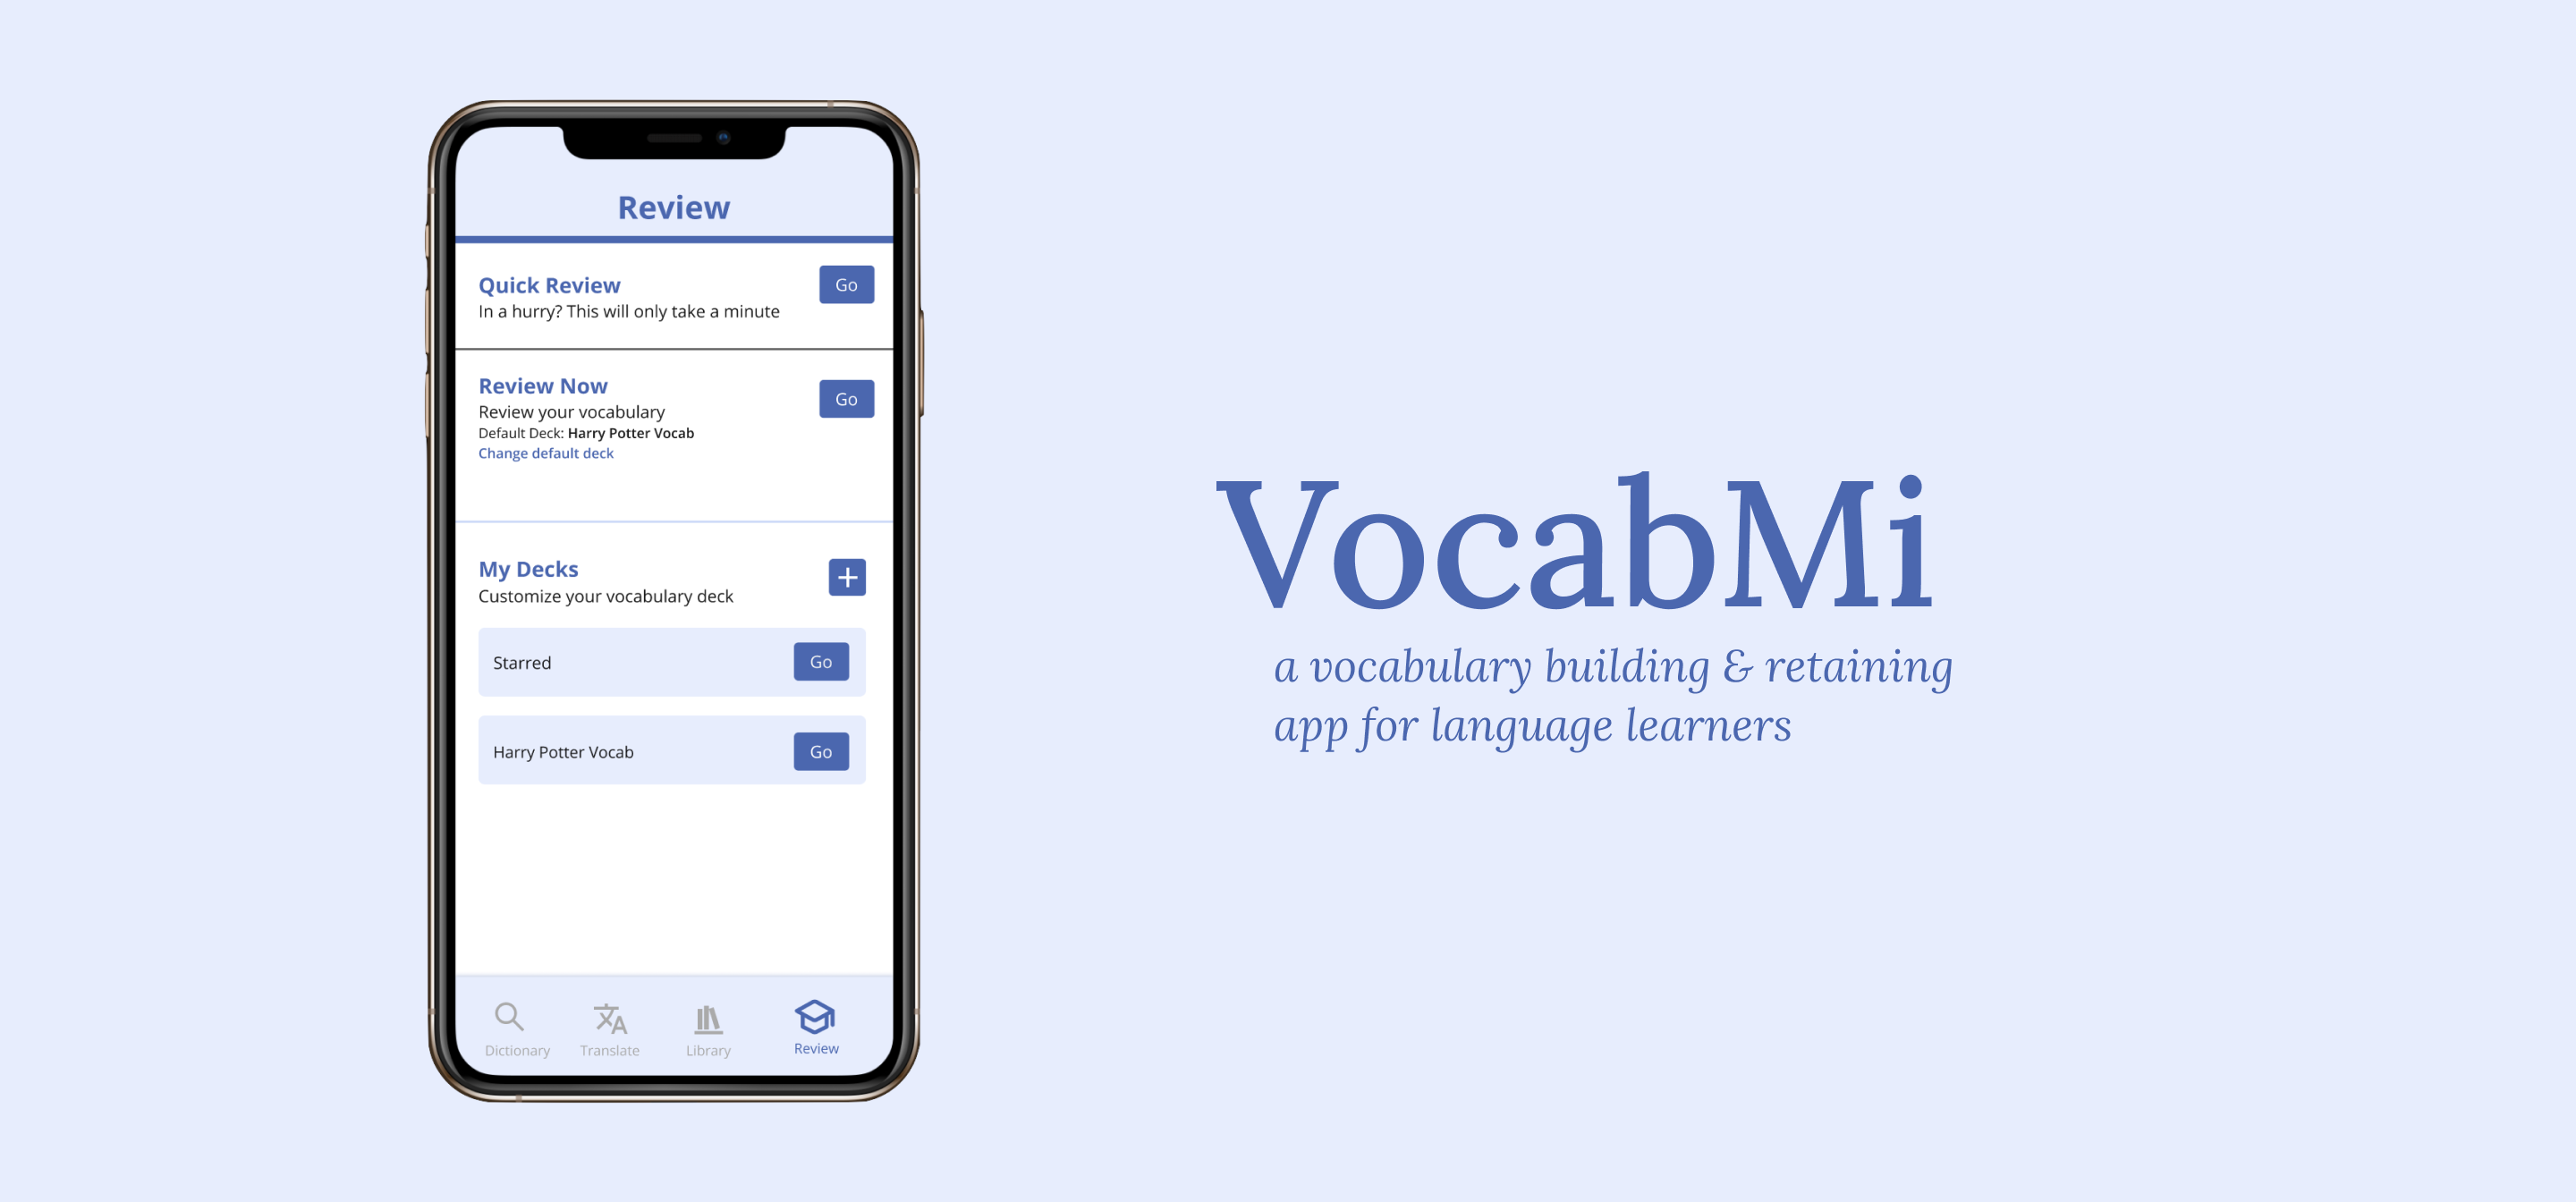 Review
Quick Review
Go
In a hurry? This will only take a minute
Review Now
Go
Review your vocabulary
Default Deck: Harry Potter Vocab
Change default deck
My Decks
+
Customize your vocabulary deck
Starred
Go
Harry Potter Vocab
Go
Dictionary
Translate
Library
Review
VocabMi
a vocabulary building & retaining
app for language learners